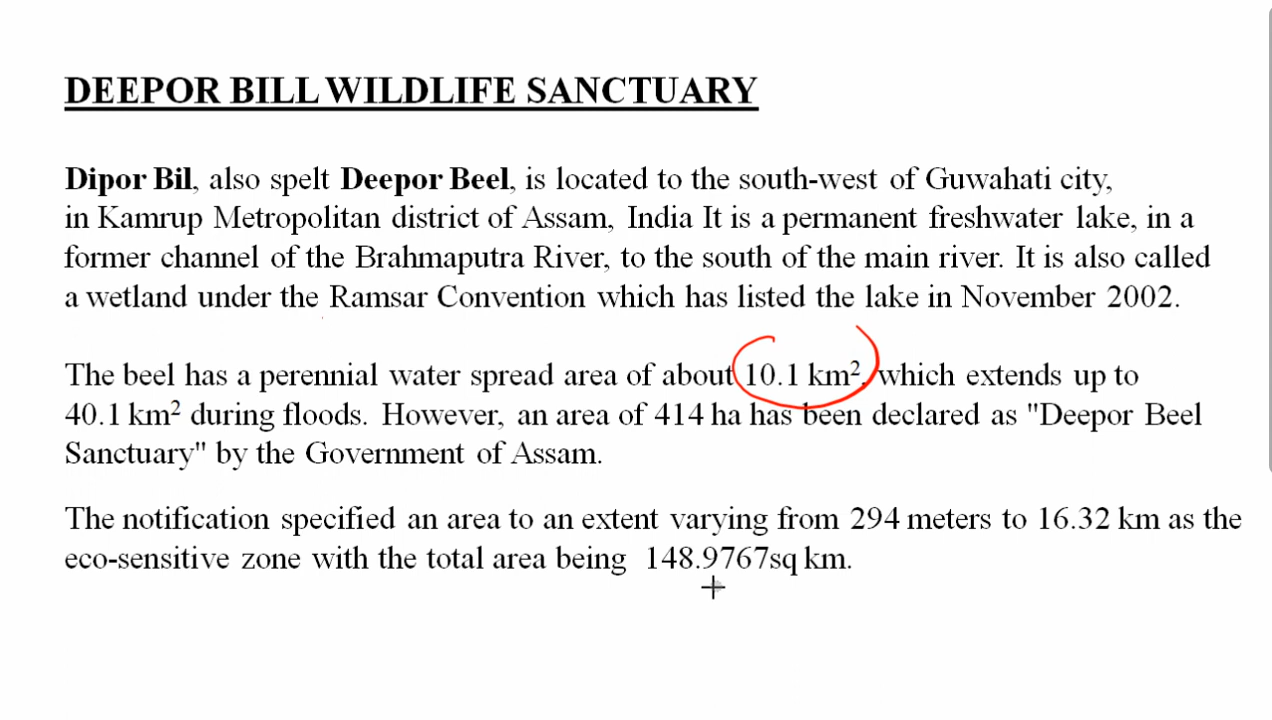 DEEPOR BILL WILDLIFE SANCTUARY
Dipor Bil, also spelt Deepor Beel, is located to the south-west of Guwahati city,
in Kamrup Metropolitan district of Assam, India It is a permanent freshwater lake, in a
former channel of the Brahmaputra River, to the south of the main river. It is also called
a wetland under the Ramsar Convention which has listed the lake in November 2002.
The beel has a perennial water spread area of about 10.1 km², which extends up to
40.1 km² during floods. However, an area of 414 ha has been declared as "Deepor Beel
Sanctuary" by the Government of Assam.
The notification specified an area to an extent varying from 294 meters to 16.32 km as the
eco-sensitive zone with the total area being 148.9767sq km.